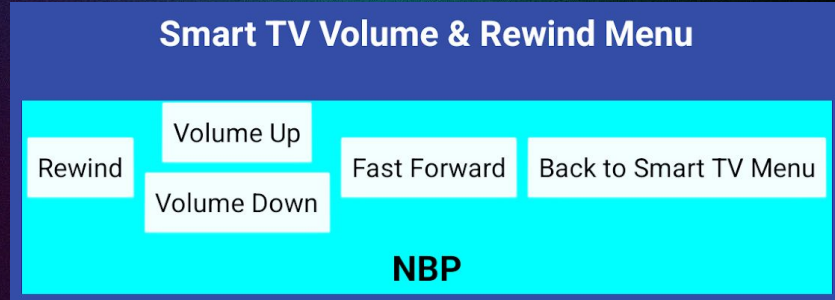 Smart TV Volume & Rewind Menu
Rewind
Volume Up
Volume Down
Fast Forward
Back to Smart TV Menu
NBP